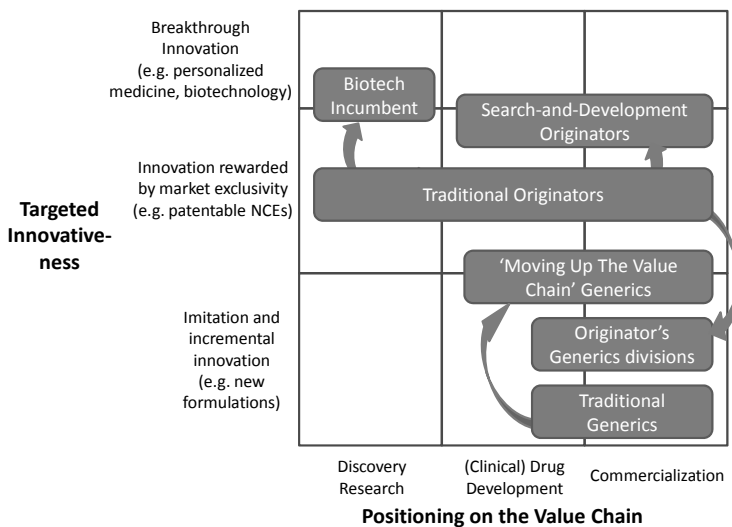 Breakthrough
Innovation
(e.g. personalized
medicine, biotechnology)
Biotech
Incumbent
Search-and-Development
Originators
Innovation rewarded
by market exclusivity
(e.g. patentable NCEs)
Traditional Originators
Targeted
Innovative-
ness
‘Moving Up The Value
Chain’ Generics
Imitation and
incremental
innovation
(e.g. new
formulations)
Originator’s
Generics divisions
Traditional
Generics
Discovery
Research
(Clinical) Drug
Development
Commercialization
Positioning on the Value Chain